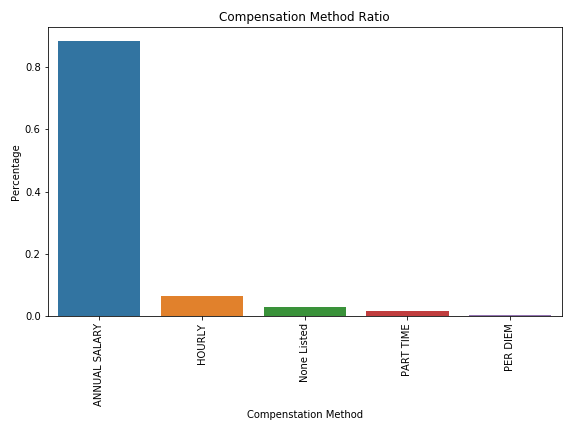 Compensation Method Ratio
Percentage
0.8
0.6
0.4
0.2
0.0
ANNUAL SALARY
HOURLY
None Listed
PART TIME
PER DIEM
Compenstation Method